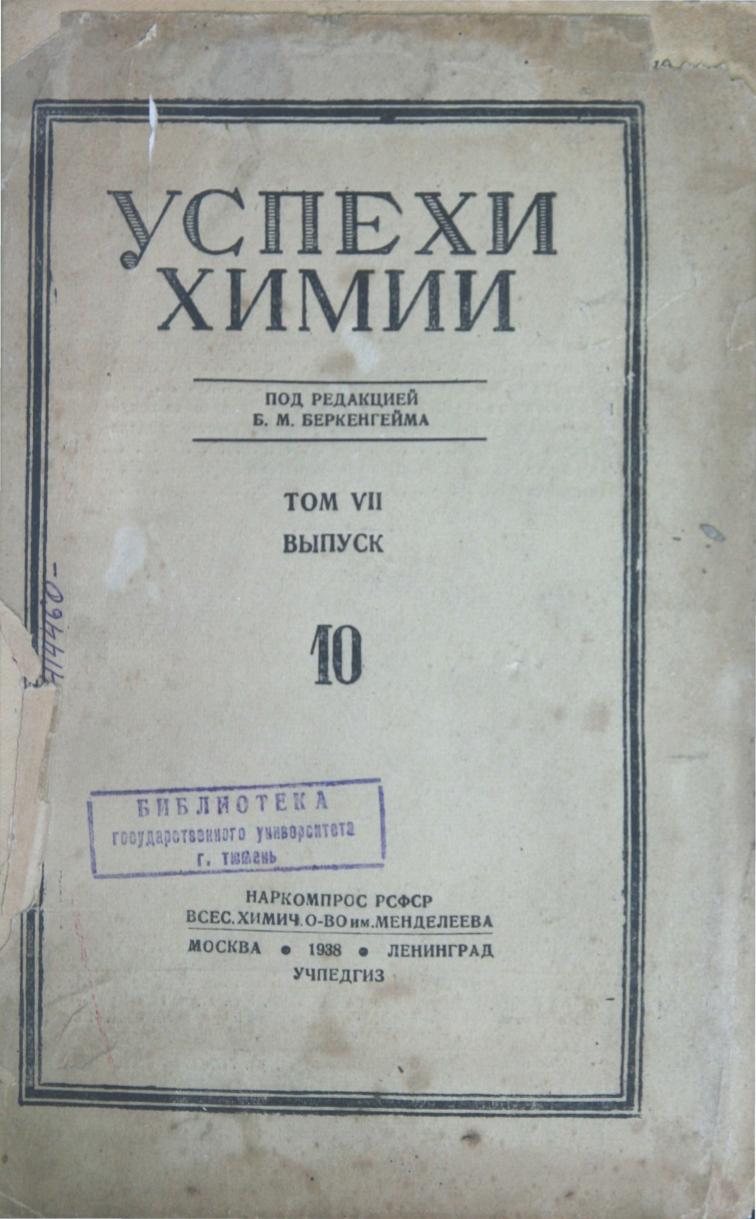 УСПЕХИ
ХИМИИ
ПОД РЕДАКЦИЕЙ
Б. М. БЕРКЕНГЕЙМА
ТОМ VII
ВЫПУСК
10
414460-
БИБЛИОТЕКА
государственного университета
г. тюмень
НАРКОМПРОС РСФСР
ВСЕС.ХИМИЧ.О-ВО им.МЕНДЕЛЕЕВА
МОСКВА • 1938 • ЛЕНИНГРАД
УЧПЕДГИЗ